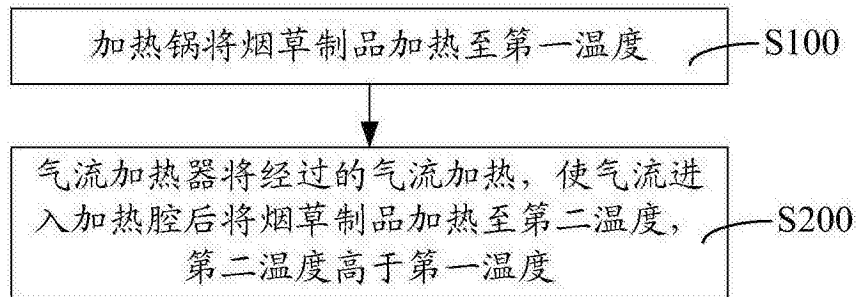 加热锅将烟草制品加热至第一温度
S100
气流加热器将经过的气流加热，使气流进
入加热腔后将烟草制品加热至第二温度，
第二温度高于第一温度
S200